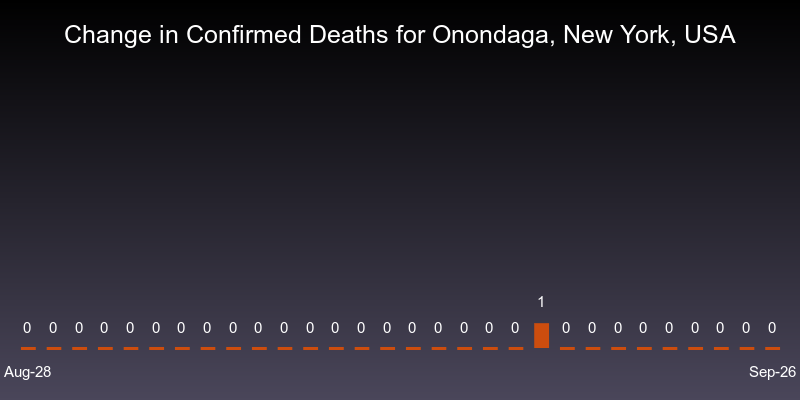 Change in Confirmed Deaths for Onondaga, New York, USA
1
0 0 0 0 0 0 0 0 0 0 0 0 0 0 0 0 0 0 0 0 0 0 0 0 0 0 0 0 0
Aug-28 Sep-26